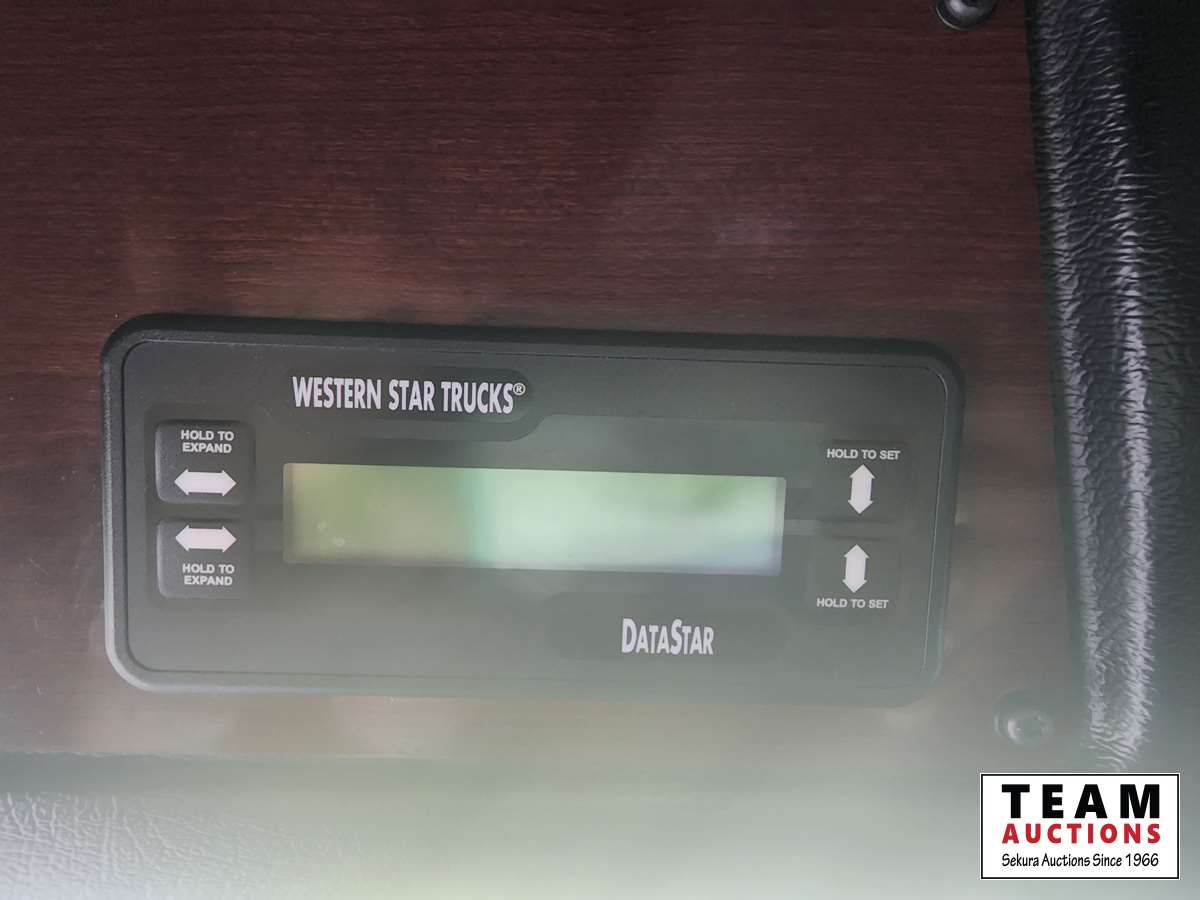 WESTERN STAR TRUCKS®
HOLD TO
EXPAND
HOLD TO
EXPAND
HOLD TO SET
HOLD TO SET
DATASTAR
TEAM
AUCTIONS
Sekura Auctions Since 1966